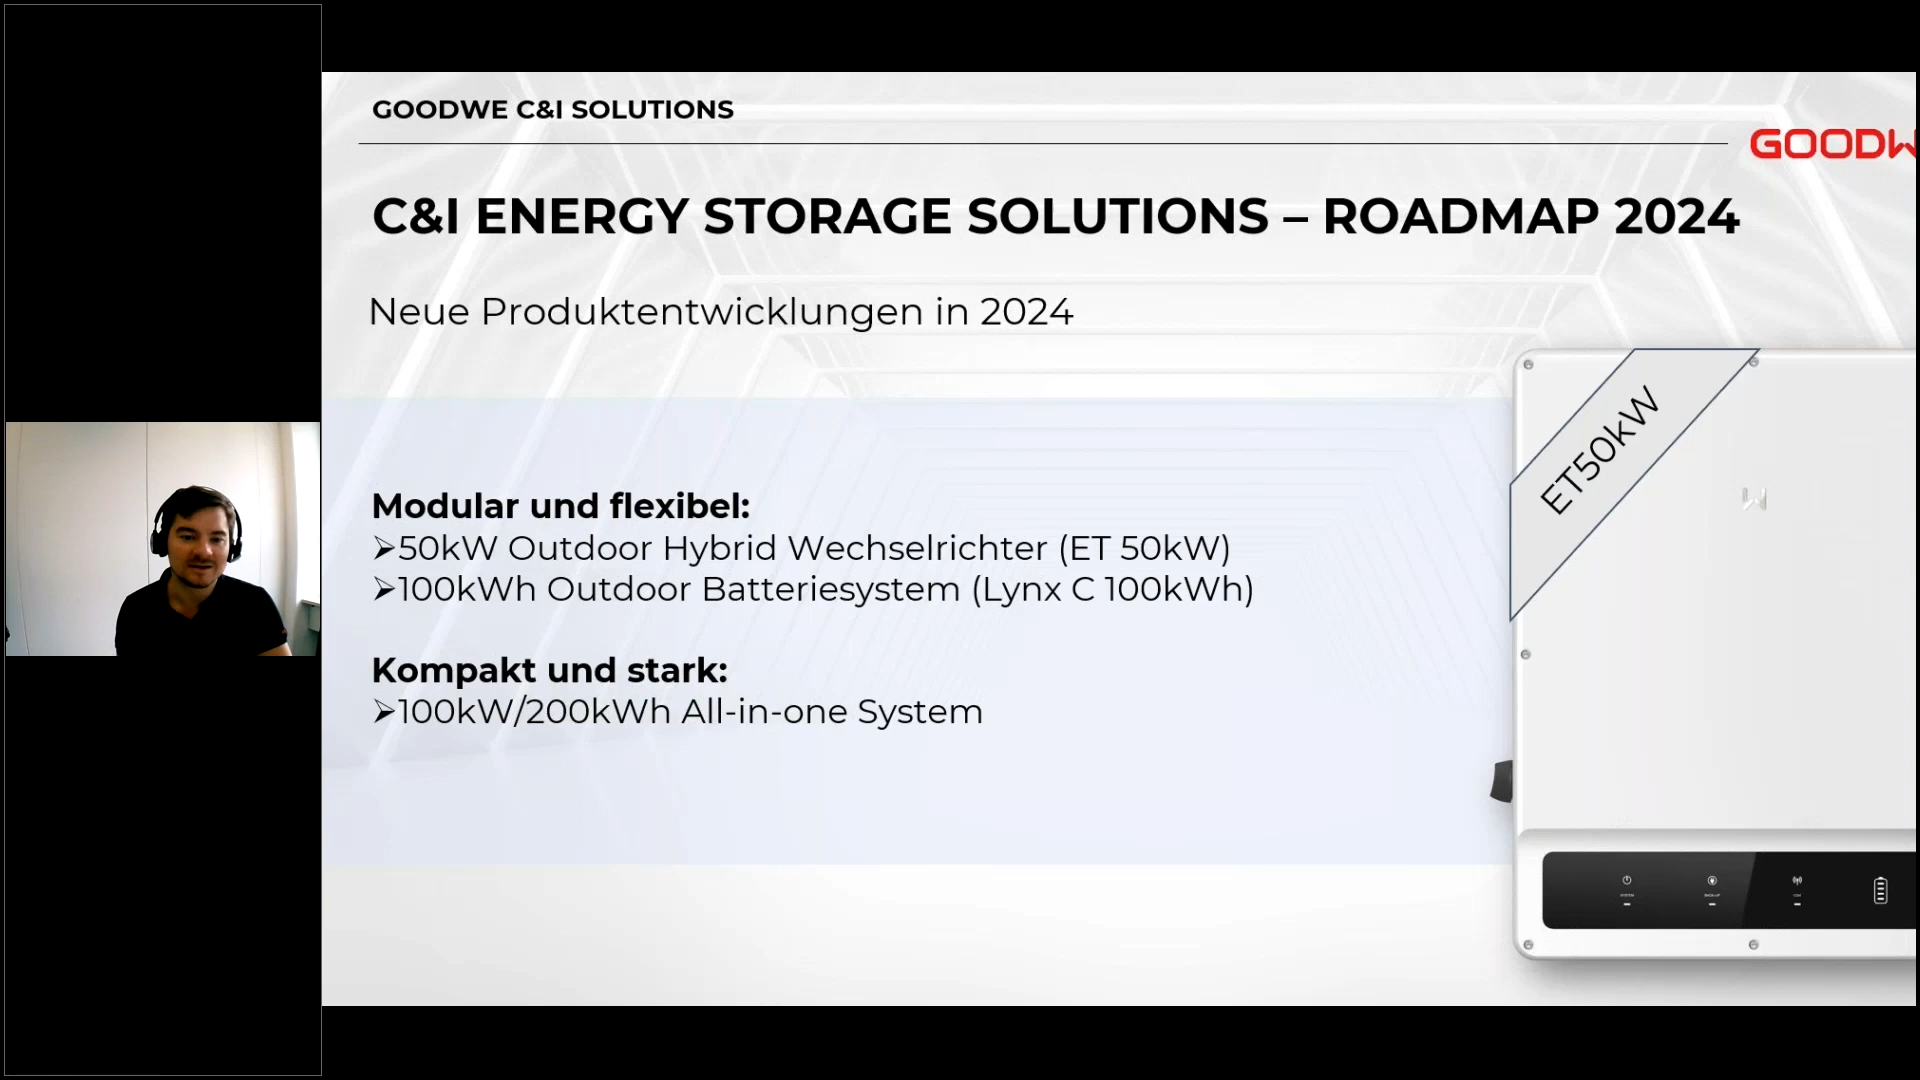 GOODWE C&I SOLUTIONS
GOODW
C&I ENERGY STORAGE SOLUTIONS – ROADMAP 2024
Neue Produktentwicklungen in 2024
ET50kW
Modular und flexibel:
➢50kW Outdoor Hybrid Wechselrichter (ET 50kW)
➢100kWh Outdoor Batteriesystem (Lynx C 100kWh)
Kompakt und stark:
➢100kW/200kWh All-in-one System